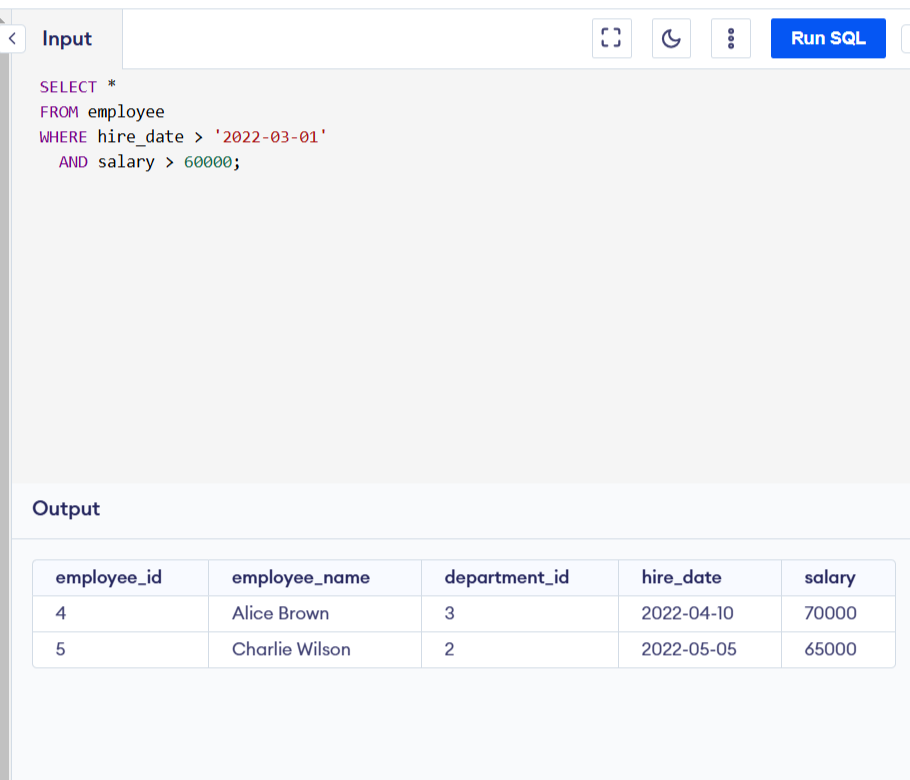 Input
Run SQL
SELECT *
FROM employee
WHERE hire_date > '2022-03-01'
  AND salary > 60000;
Output
employee_id employee_name department_id hire_date salary
4 Alice Brown 3 2022-04-10 70000
5 Charlie Wilson 2 2022-05-05 65000